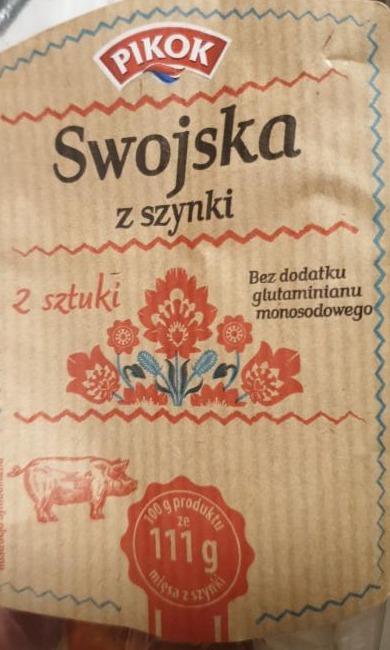 PIKOK
Swojska
z szynki
2 sztuki
Bez dodatku
glutaminianu
monosodowego
100 g produktu
ze
111 g
mięsa z szynki